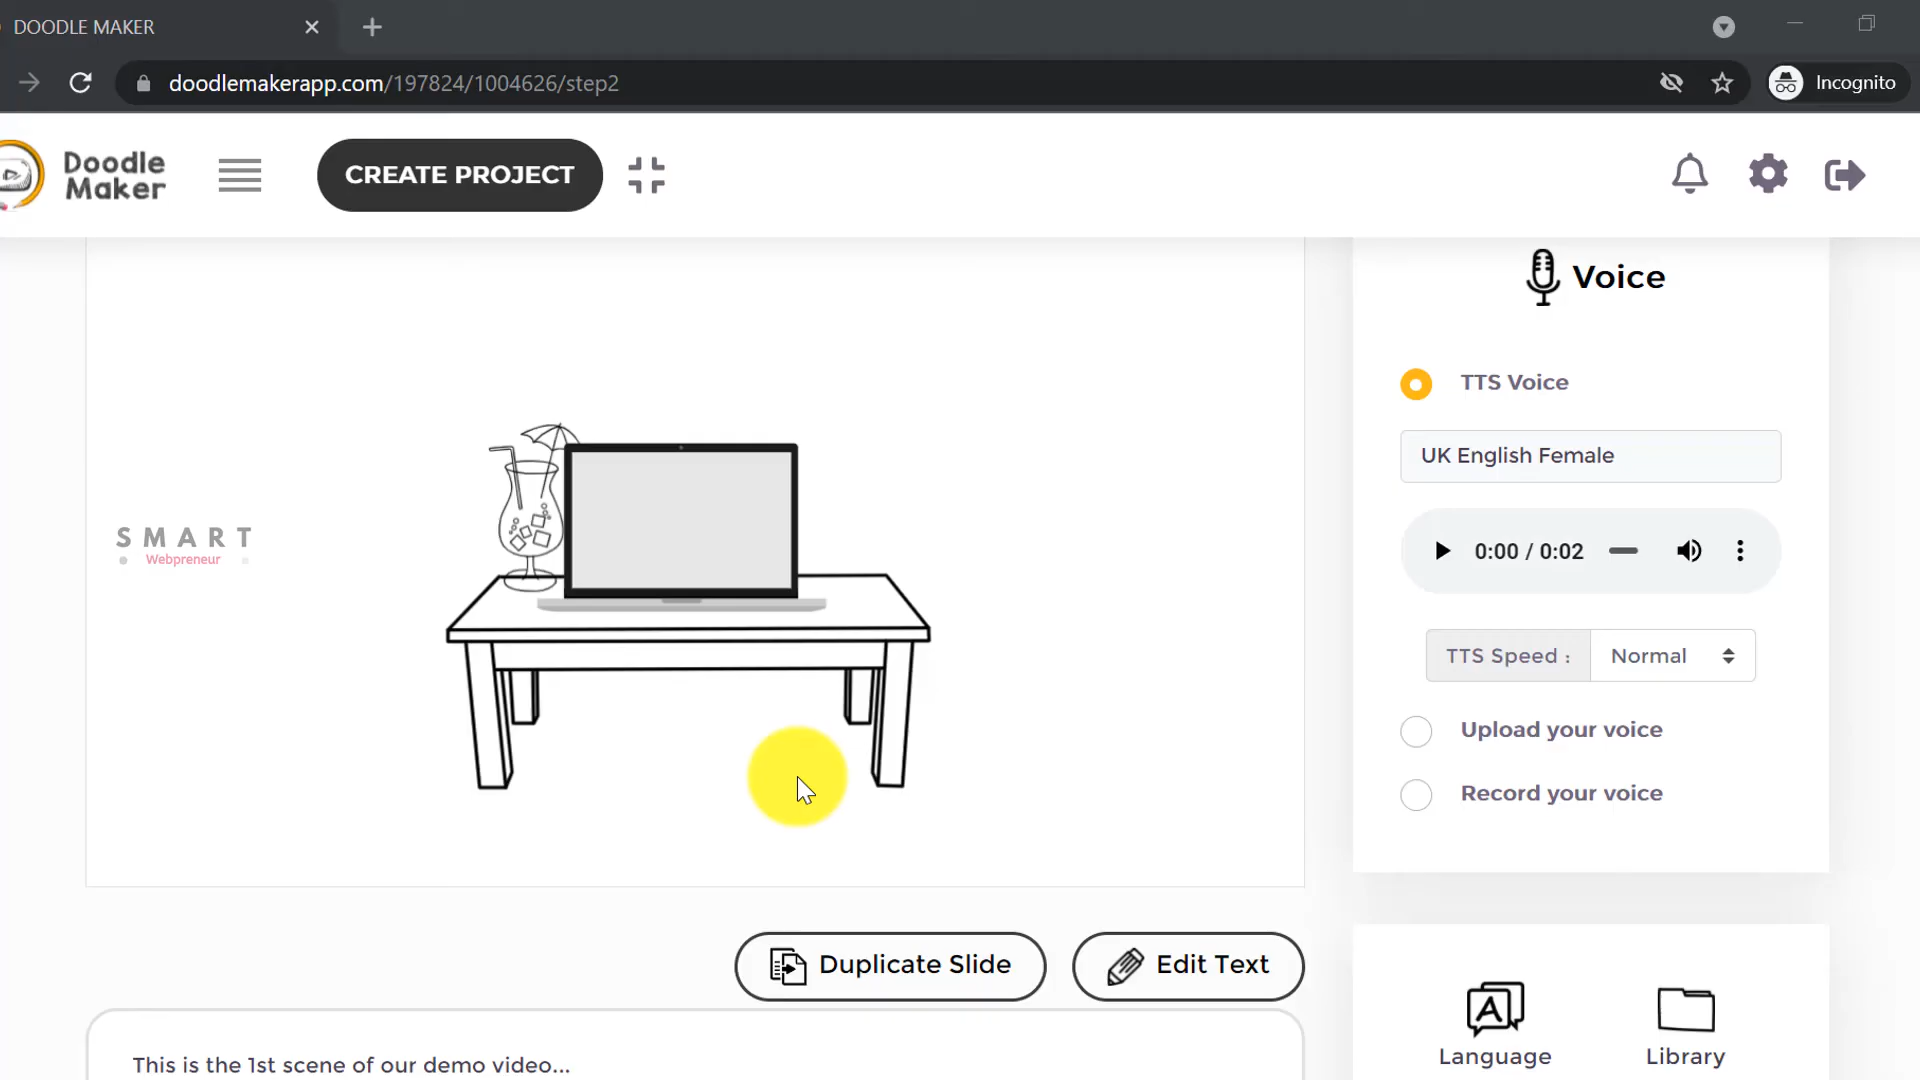 DOODLE MAKER
doodlemakerapp.com/197824/1004626/step2
Incognito
Doodle
Maker
CREATE PROJECT
Voice
TTS Voice
UK English Female
SMART
Webpreneur
0:00 / 0:02
TTS Speed :
Normal
Upload your voice
Record your voice
Duplicate Slide
Edit Text
Language
Library
This is the 1st scene of our demo video...